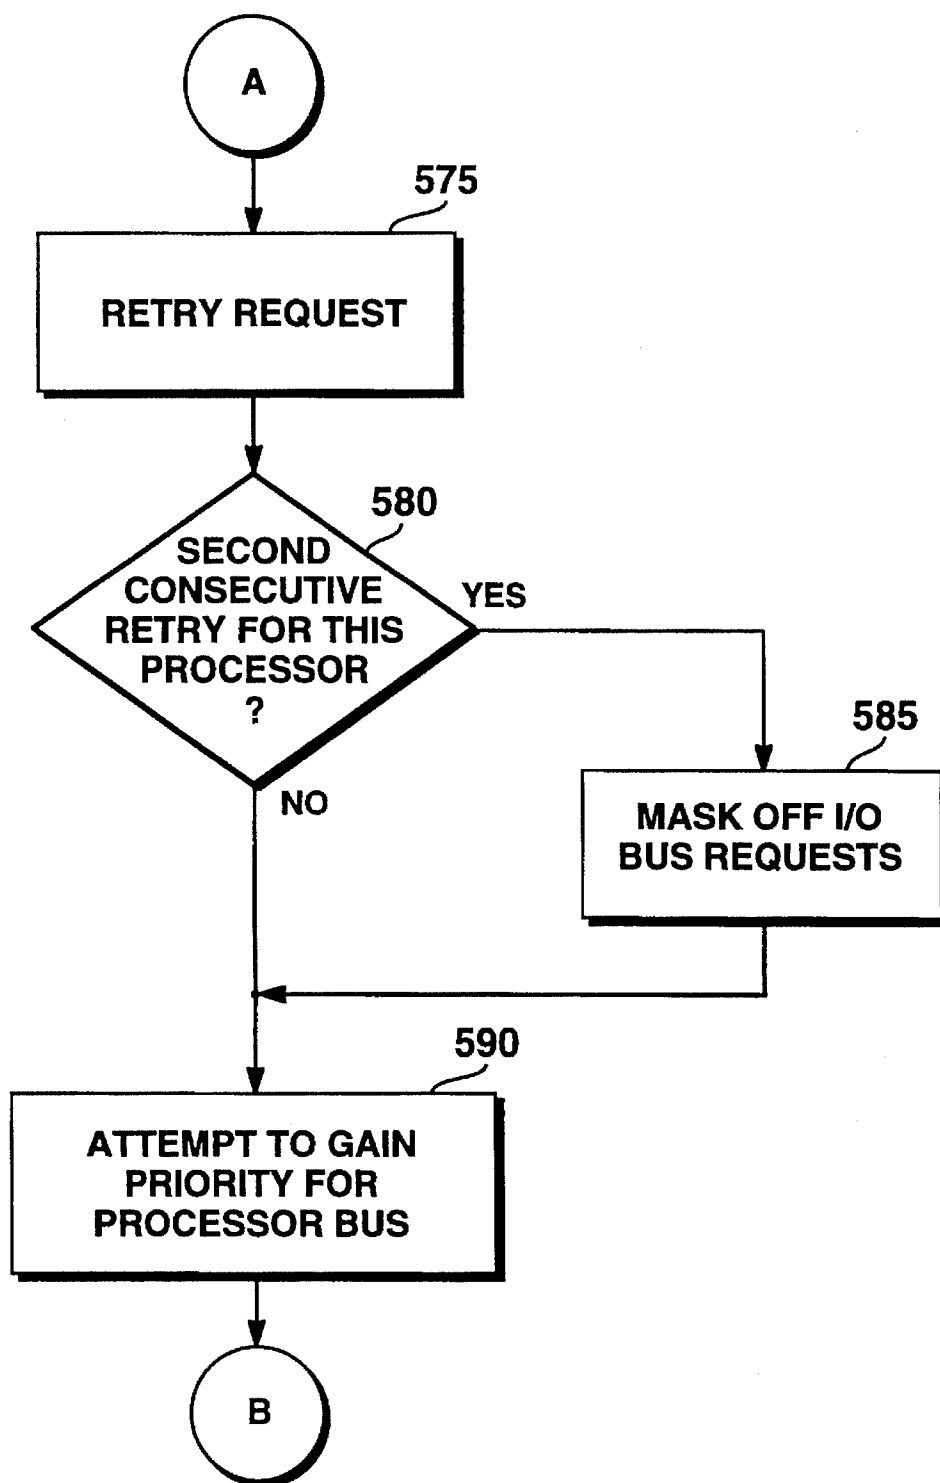 A
575
RETRY REQUEST
580
SECOND
CONSECUTIVE
RETRY FOR THIS
PROCESSOR
?
YES
NO
585
MASK OFF I/O
BUS REQUESTS
590
ATTEMPT TO GAIN
PRIORITY FOR
PROCESSOR BUS
B